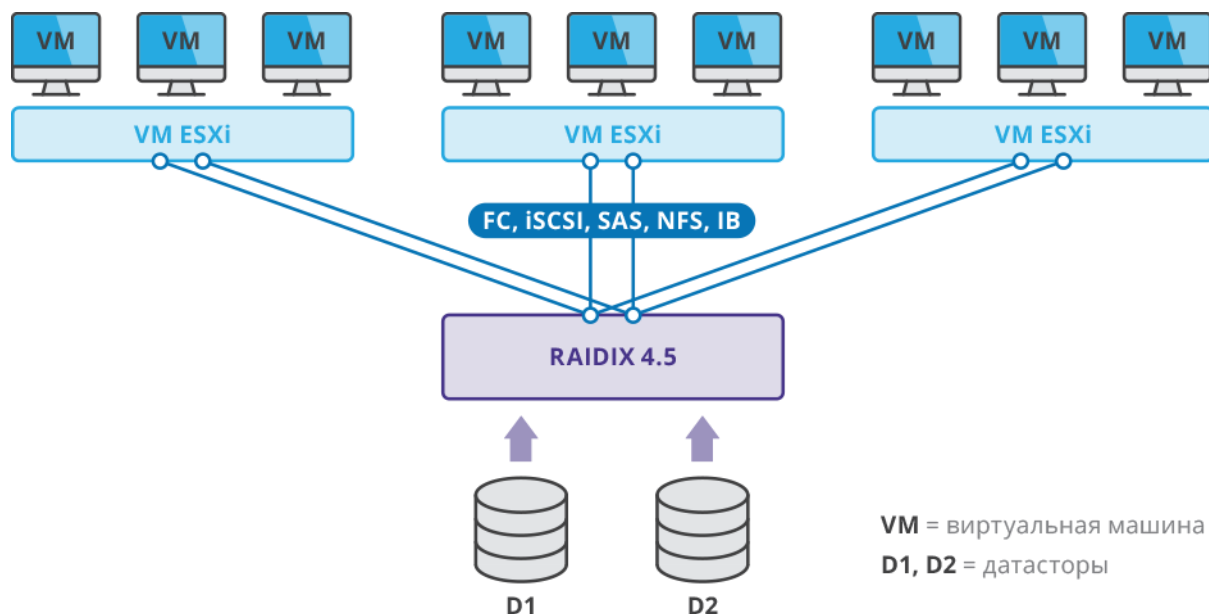 VM VM VM VM VM VM VM VM VM
VM ESXi VM ESXi VM ESXi
FC, iSCSI, SAS, NFS, IB
RAIDIX 4.5
VM = виртуальная машина
D1, D2 = датасторы
D1 D2